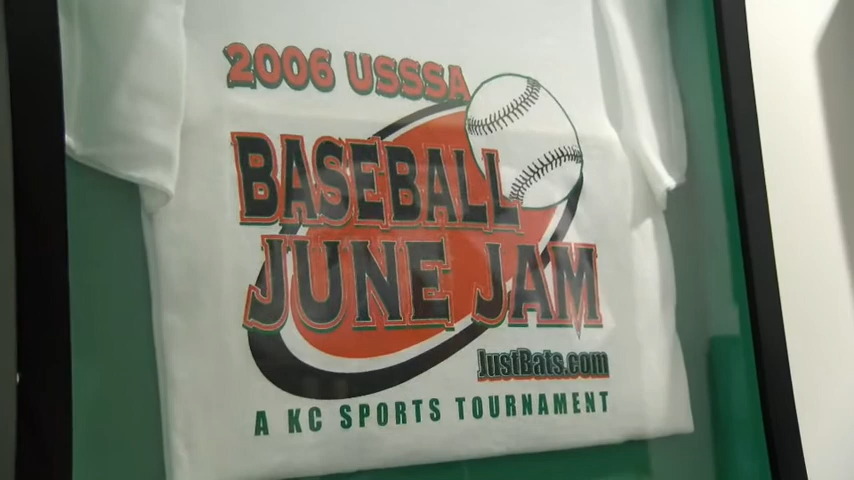 2006 USSSA
BASEBALL
JUNE JAM
JustBats.com
A KC SPORTS TOURNAMENT